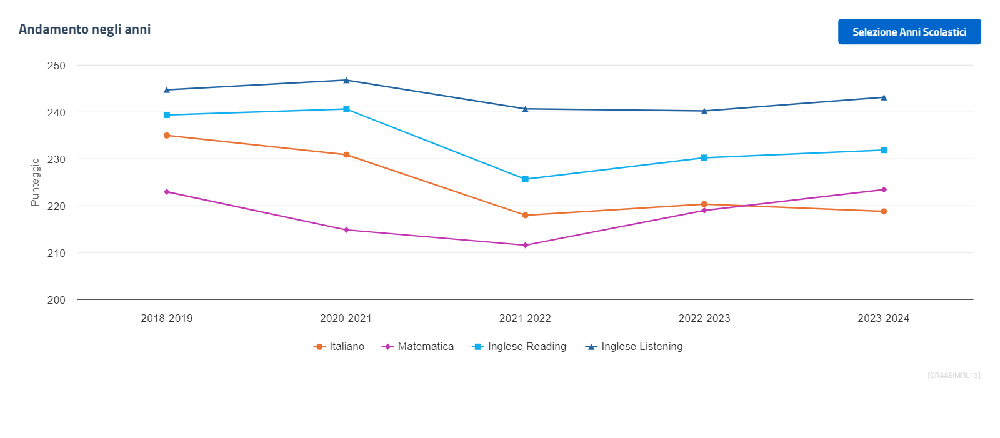 Andamento negli anni
Selezione Anni Scolastici
Punteggio
250
240
230
220
210
200
2018-2019 2020-2021 2021-2022 2022-2023 2023-2024
Italiano Matematica Inglese Reading Inglese Listening
[GRAASIMRL13]